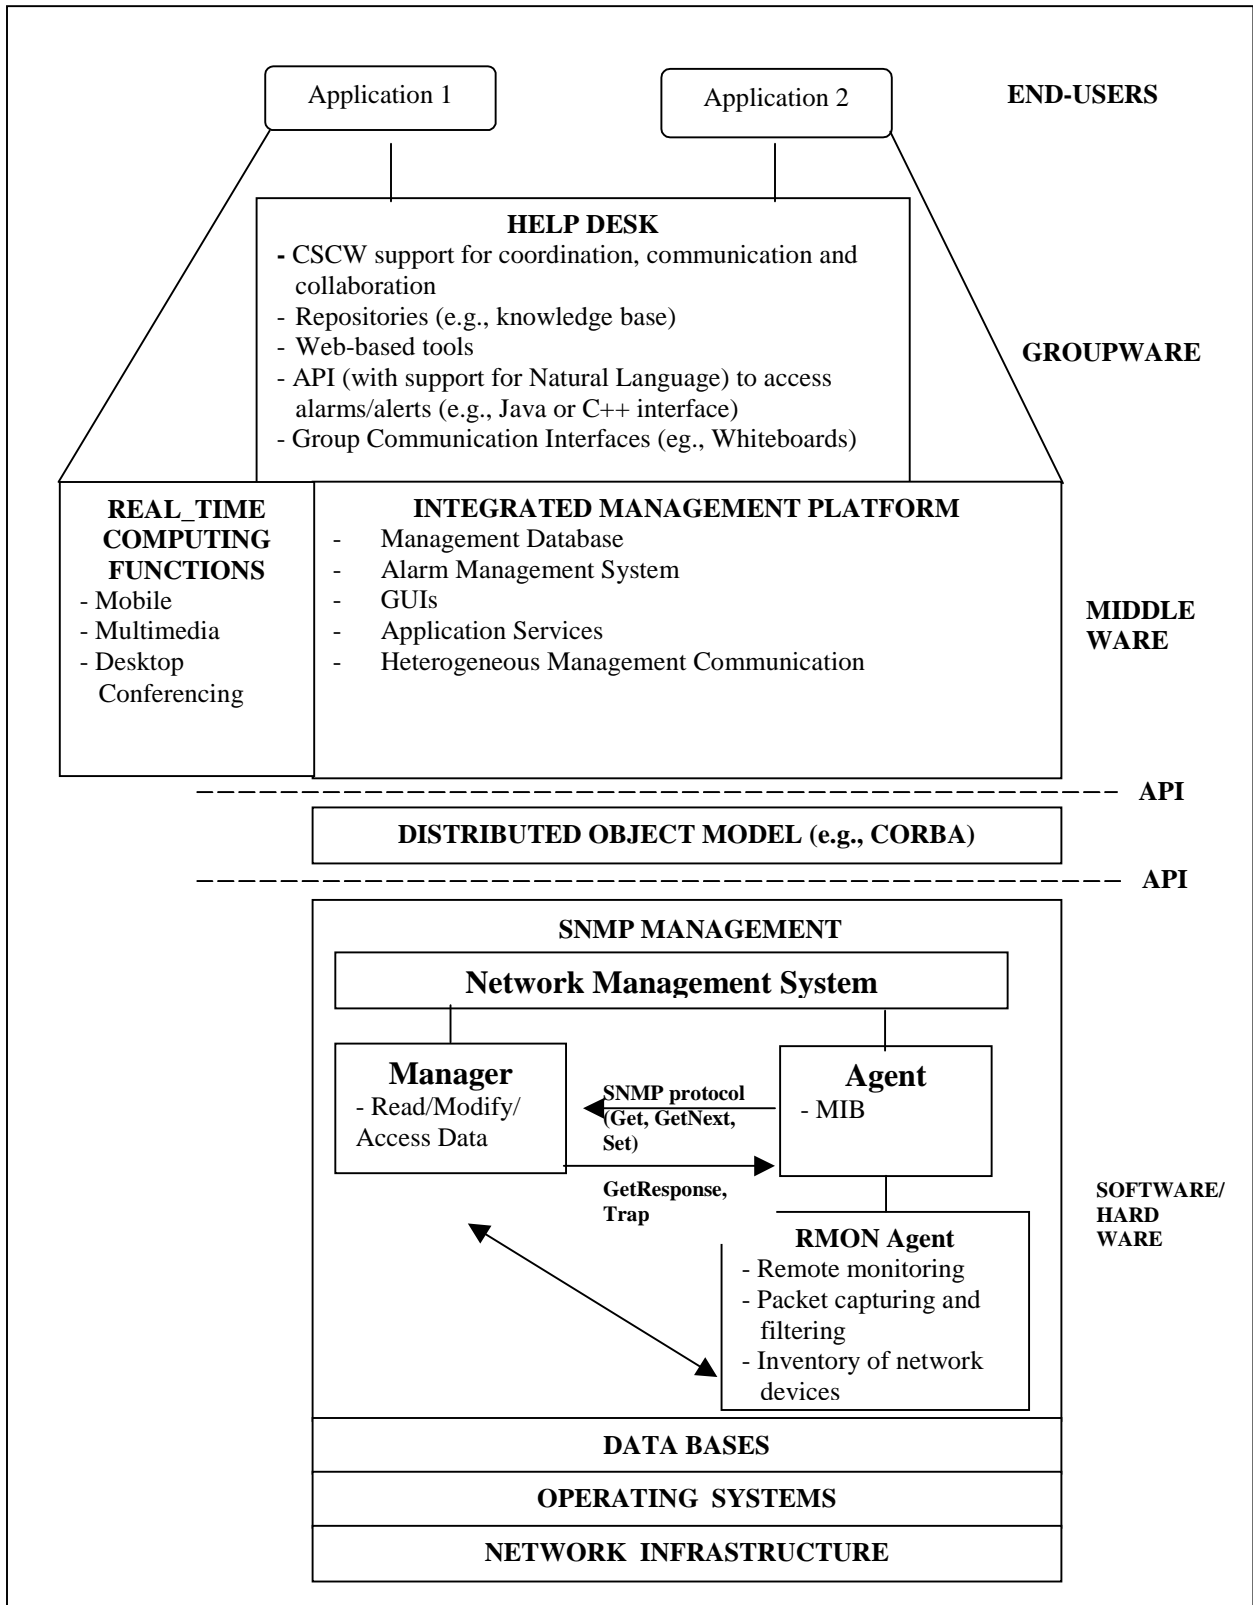 Application 1
Application 2
END-USERS
HELP DESK
- CSCW support for coordination, communication and
collaboration
- Repositories (e.g., knowledge base)
- Web-based tools
- API (with support for Natural Language) to access
alarms/alerts (e.g., Java or C++ interface)
- Group Communication Interfaces (eg., Whiteboards)
GROUPWARE
REAL_TIME
COMPUTING
FUNCTIONS
- Mobile
- Multimedia
- Desktop
Conferencing
INTEGRATED MANAGEMENT PLATFORM
- Management Database
- Alarm Management System
- GUIs
- Application Services
- Heterogeneous Management Communication
MIDDLE
WARE
API
DISTRIBUTED OBJECT MODEL (e.g., CORBA)
API
SNMP MANAGEMENT
Network Management System
Manager
- Read/Modify/
Access Data
SNMP protocol
(Get, GetNext,
Set)
GetResponse,
Trap
Agent
- MIB
RMON Agent
- Remote monitoring
- Packet capturing and
filtering
- Inventory of network
devices
SOFTWARE/
HARD
WARE
DATA BASES
OPERATING SYSTEMS
NETWORK INFRASTRUCTURE